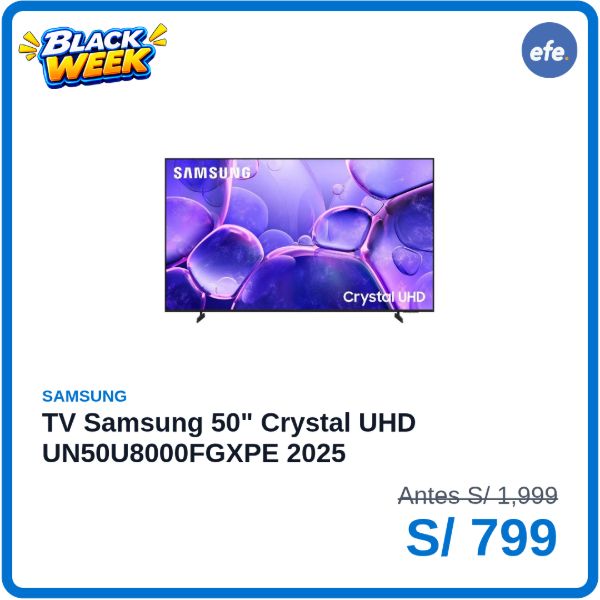 BLACK
WEEK
efe.
SAMSUNG
Crystal UHD
SAMSUNG
TV Samsung 50" Crystal UHD
UN50U8000FGXPE 2025
Antes S/ 1,999
S/ 799